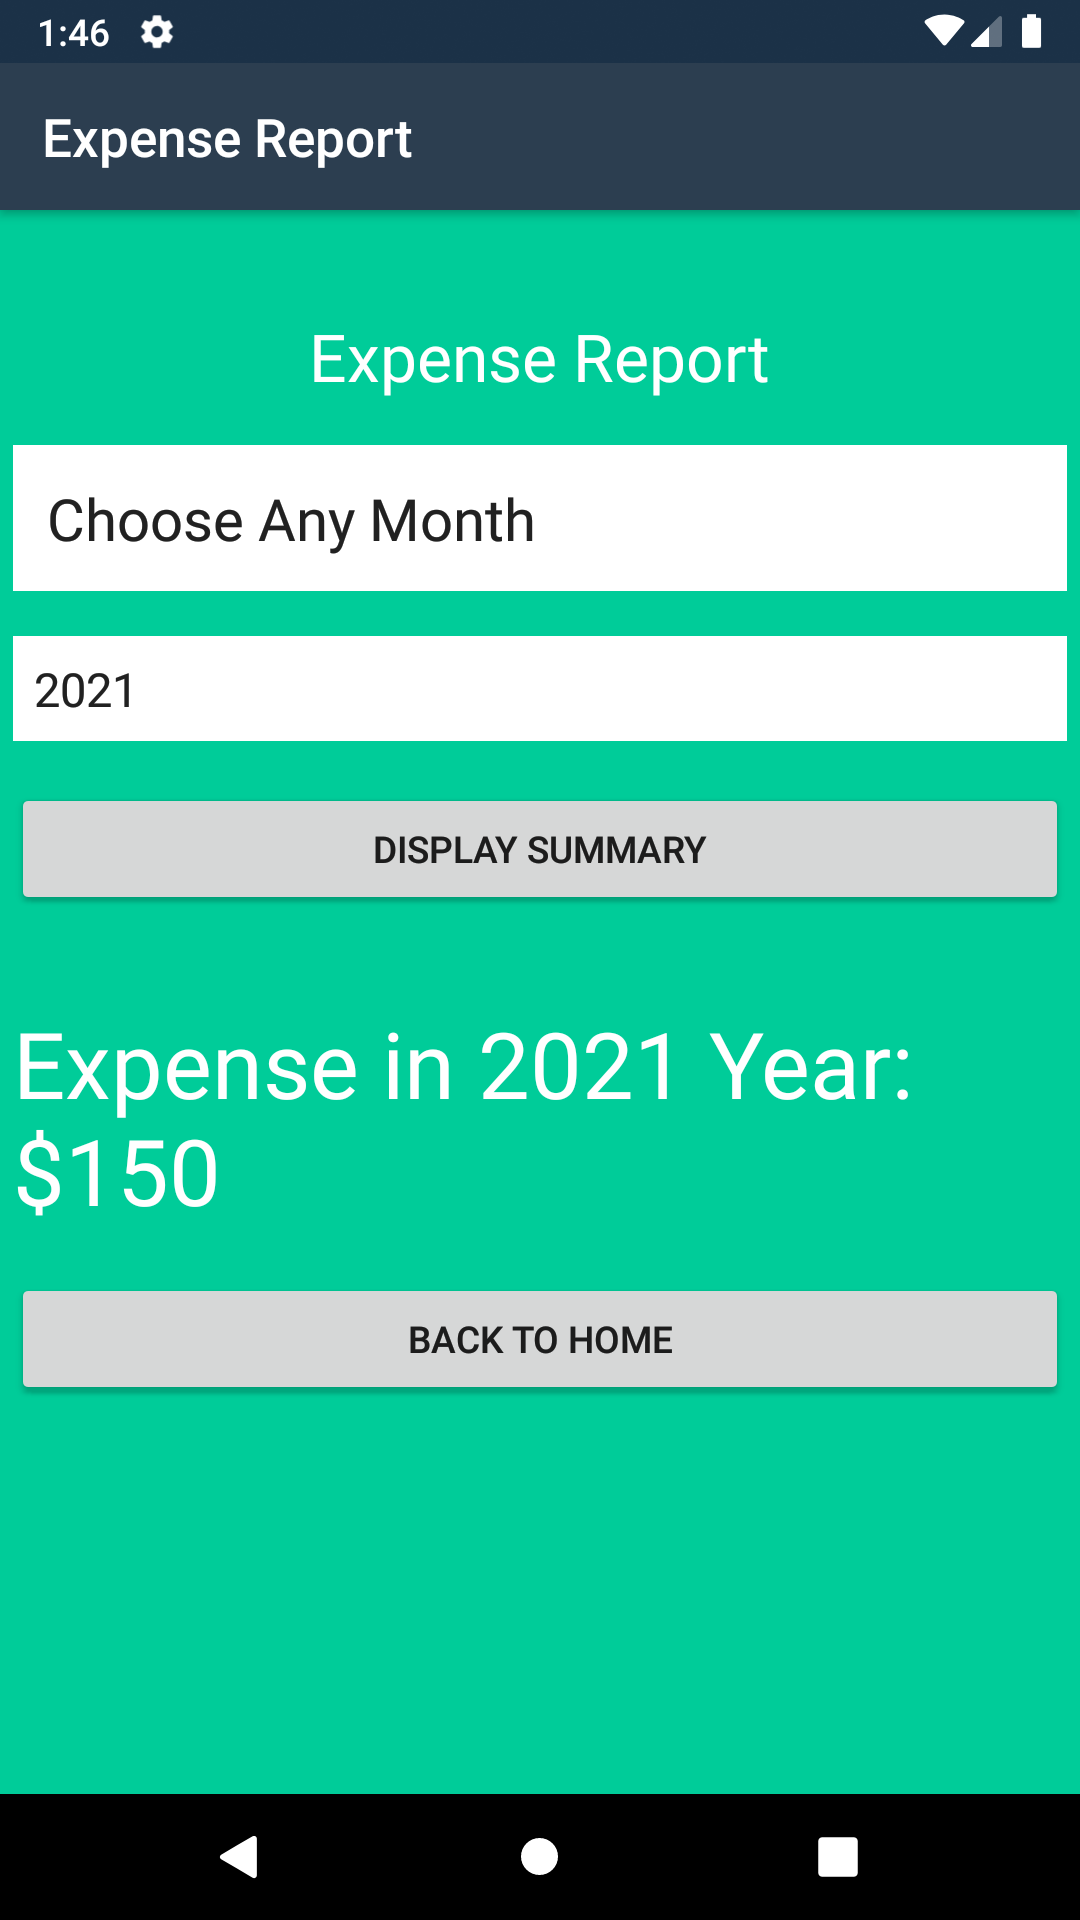 1:46
Expense Report
Expense Report
Choose Any Month
2021
DISPLAY SUMMARY
Expense in 2021 Year:
$150
BACK TO HOME